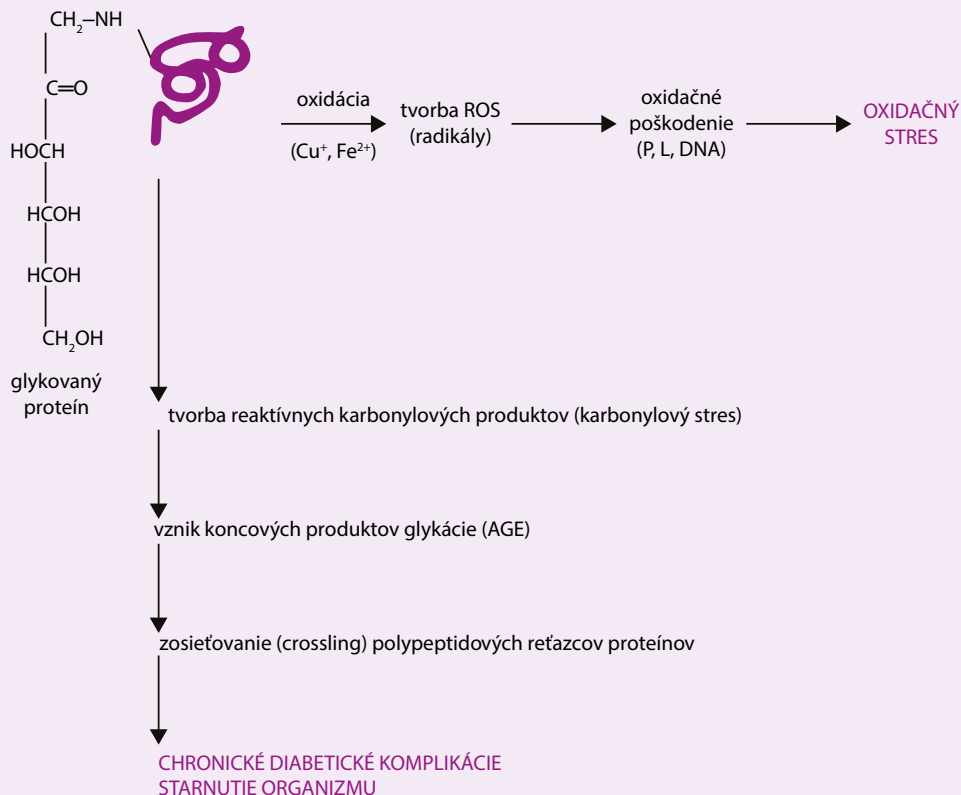 CH₂–NH
C=O
HOCH
HCOH
HCOH
CH₂OH
glykovaný
proteín
oxidácia
(Cu⁺, Fe²⁺)
tvorba ROS
(radikály)
oxidačné
poškodenie
(P, L, DNA)
OXIDAČNÝ
STRES
tvorba reaktívnych karbonylových produktov (karbonylový stres)
vznik koncových produktov glykácie (AGE)
zosieťovanie (crossling) polypeptidových reťazcov proteínov
CHRONICKÉ DIABETICKÉ KOMPLIKÁCIE
STARNUTIE ORGANIZMU